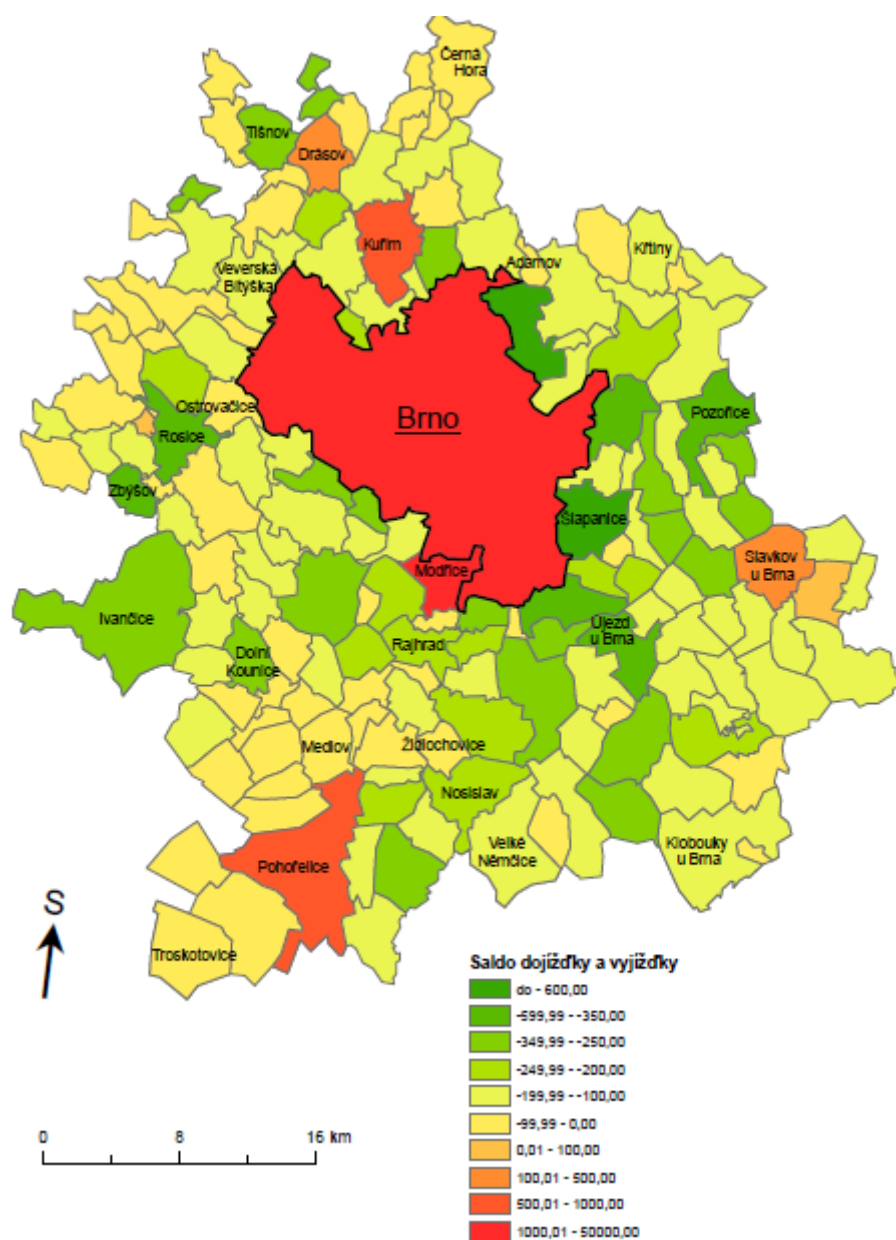 Černá
Hora
Tišnov
Drásov
Kuřim
Adamov
Křtiny
Veverská
Bitýška
Ostrovačice
Brno
Pozořice
Rosice
Zbýšov
Šlapanice
Slavkov
u Brna
Modřice
Ivančice
Újezd
u Brna
Rajhrad
Dolní
Kounice
Medlov
Židlochovice
Nosislav
Velké
Němčice
Klobouky
u Brna
Pohořelice
S
Troskotovice
Saldo dojížďky a vyjížďky
do - 600,00
-599,99 - -350,00
-349,99 - -250,00
-249,99 - -200,00
-199,99 - -100,00
-99,99 - 0,00
0,01 - 100,00
100,01 - 500,00
500,01 - 1000,00
1000,01 - 50000,00
0 8 16 km